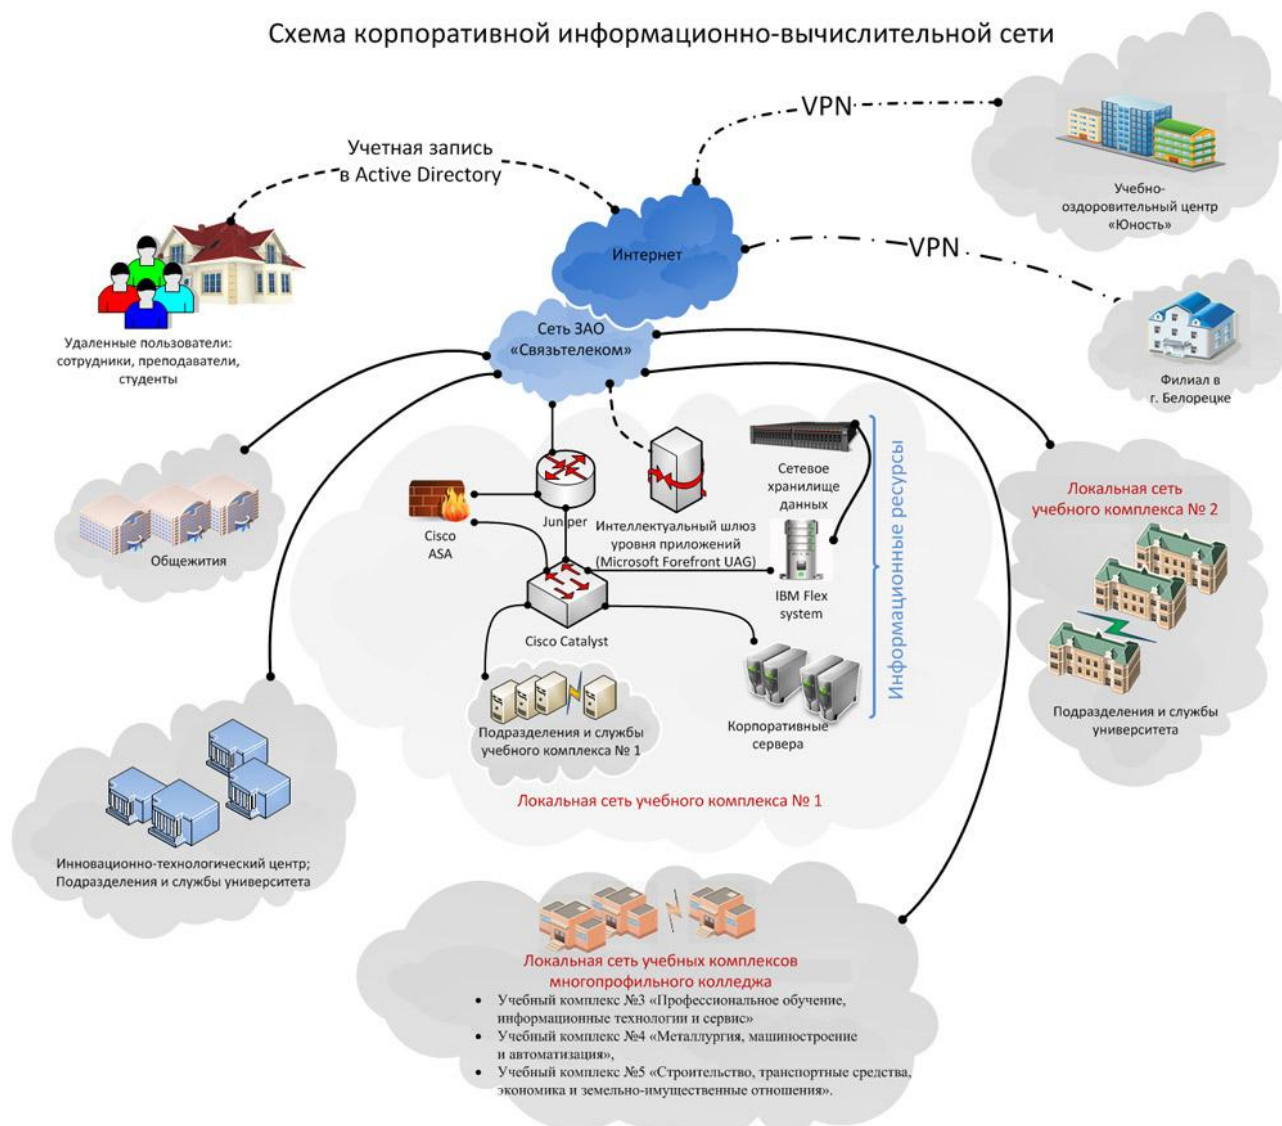 Схема корпоративной информационно-вычислительной сети
VPN
Учетная запись
в Active Directory
Учебно-
оздоровительный центр
«Юность»
Интернет
VPN
Сеть ЗАО
«Связьтелеком»
Удаленные пользователи:
сотрудники, преподаватели,
студенты
Филиал в
г. Белорецке
Информационные ресурсы
Сетевое
хранилище
данных
Локальная сеть
учебного комплекса № 2
Juniper
Интеллектуальный шлюз
уровня приложений
(Microsoft Forefront UAG)
Cisco
ASA
Общежития
IBM Flex
system
Cisco Catalyst
Подразделения и службы
университета
Подразделения и службы
учебного комплекса № 1
Корпоративные
сервера
Локальная сеть учебного комплекса № 1
Инновационно-технологический центр;
Подразделения и службы университета
Локальная сеть учебных комплексов
многопрофильного колледжа
• Учебный комплекс №3 «Профессиональное обучение,
информационные технологии и сервис»
• Учебный комплекс №4 «Металлургия, машиностроение
и автоматизация»,
• Учебный комплекс №5 «Строительство, транспортные средства,
экономика и земельно-имущественные отношения».